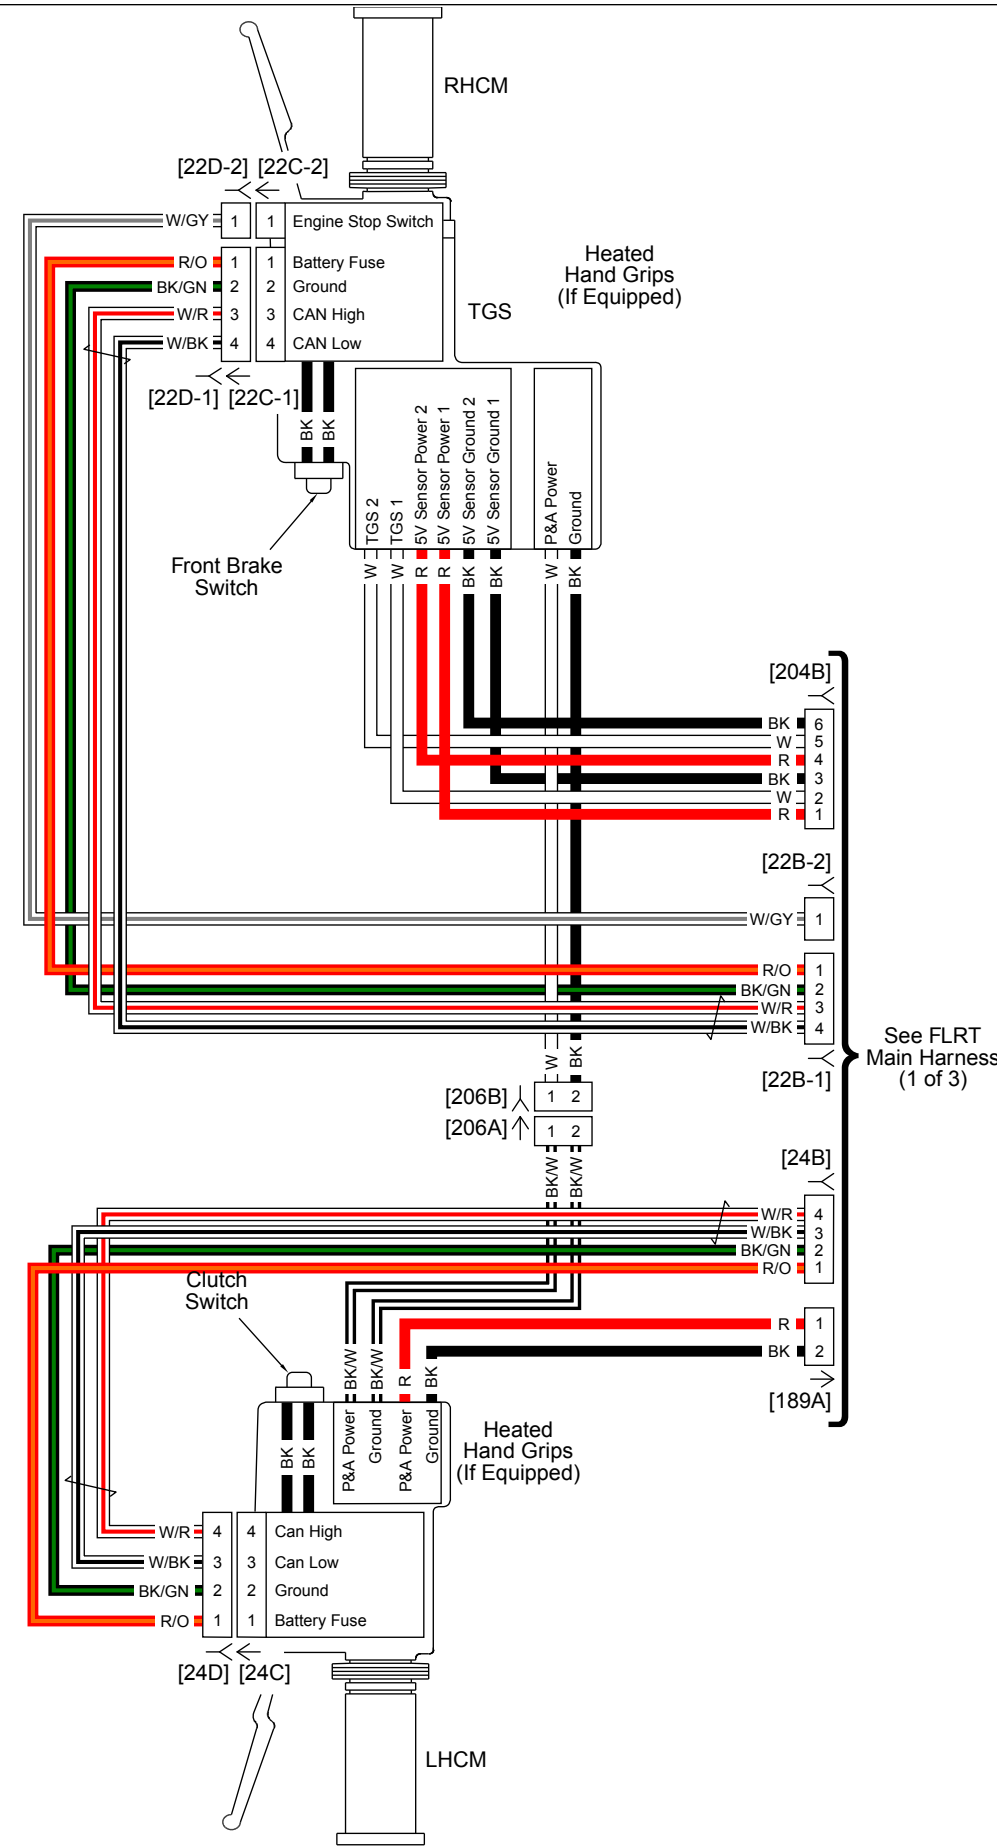 RHCM
[22D-2] [22C-2]
W/GY 1 1 Engine Stop Switch
R/O 1 1 Battery Fuse
BK/GN 2 2 Ground
W/R 3 3 CAN High
W/BK 4 4 CAN Low
[22D-1] [22C-1]
TGS
Heated
Hand Grips
(If Equipped)
BK BK
Front Brake
Switch
TGS 2
TGS 1
5V Sensor Power 2
5V Sensor Power 1
5V Sensor Ground 2
5V Sensor Ground 1
P&A Power
Ground
W W R R BK BK W BK
[204B]
BK 6
W 5
R 4
BK 3
W 2
R 1
[22B-2]
W/GY 1
R/O 1
BK/GN 2
W/R 3
W/BK 4
[22B-1]
See FLRT
Main Harness
(1 of 3)
W BK
[206B] 1 2
[206A] 1 2
BK/W BK/W
[24B]
W/R 4
W/BK 3
BK/GN 2
R/O 1
R 1
BK 2
[189A]
Clutch
Switch
BK/W BK/W R BK
P&A Power
Ground
P&A Power
Ground
BK BK
Heated
Hand Grips
(If Equipped)
W/R 4 4 Can High
W/BK 3 3 Can Low
BK/GN 2 2 Ground
R/O 1 1 Battery Fuse
[24D] [24C]
LHCM